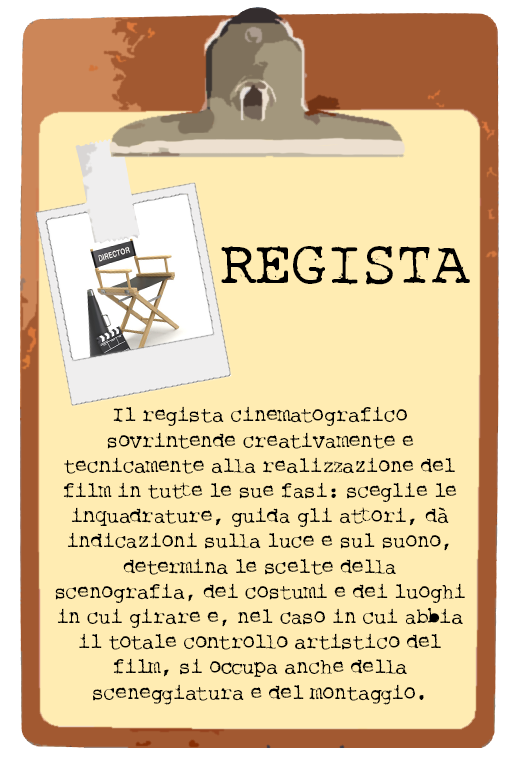 DIRECTOR
REGISTA
Il regista cinematografico
sovrintende creativamente e
tecnicamente alla realizzazione del
film in tutte le sue fasi: sceglie le
inquadrature, guida gli attori, dà
indicazioni sulla luce e sul suono,
determina le scelte della
scenografia, dei costumi e dei luoghi
in cui girare e, nel caso in cui abbia
il totale controllo artistico del
film, si occupa anche della
sceneggiatura e del montaggio.